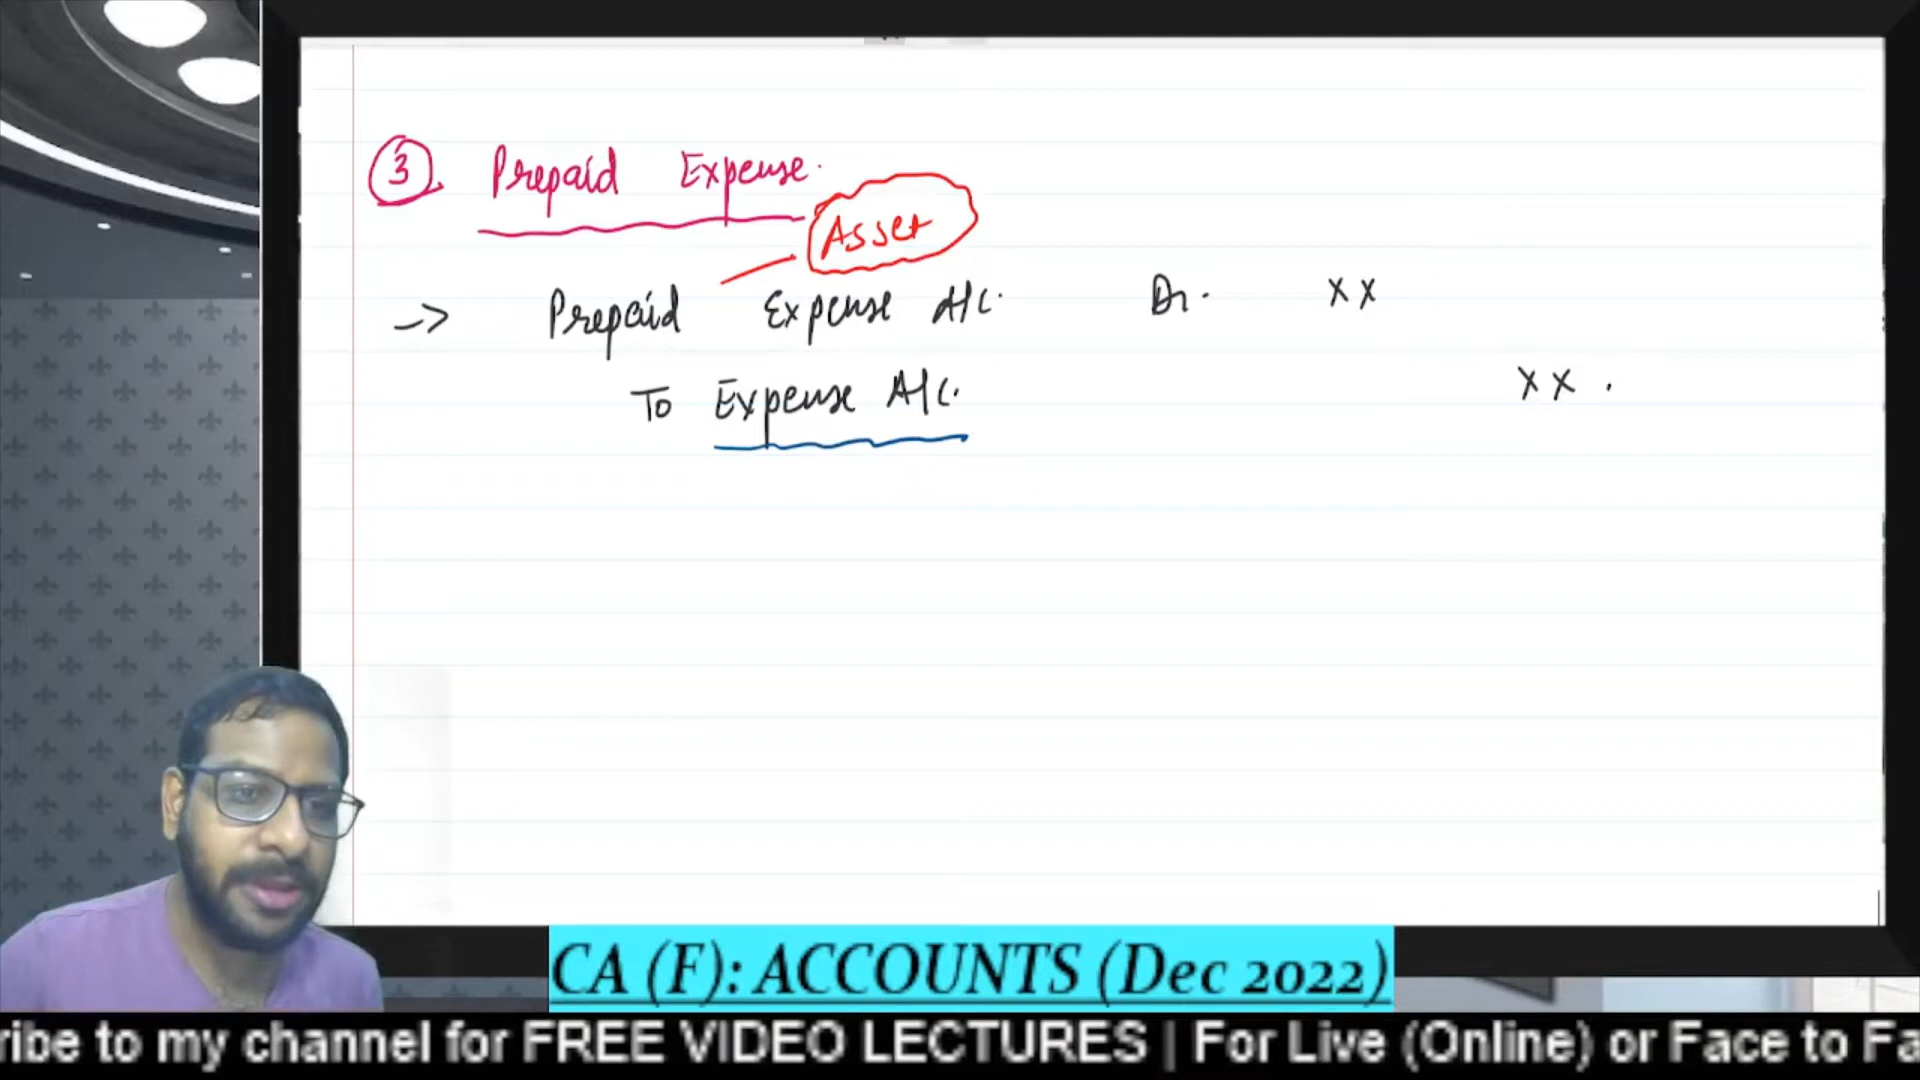 3. Prepaid Expense.
Asset
-> Prepaid Expense A/c. Dr. xx
To Expense A/c. xx.
CA (F): ACCOUNTS (Dec 2022)
ribe to my channel for FREE VIDEO LECTURES | For Live (Online) or Face to Fa